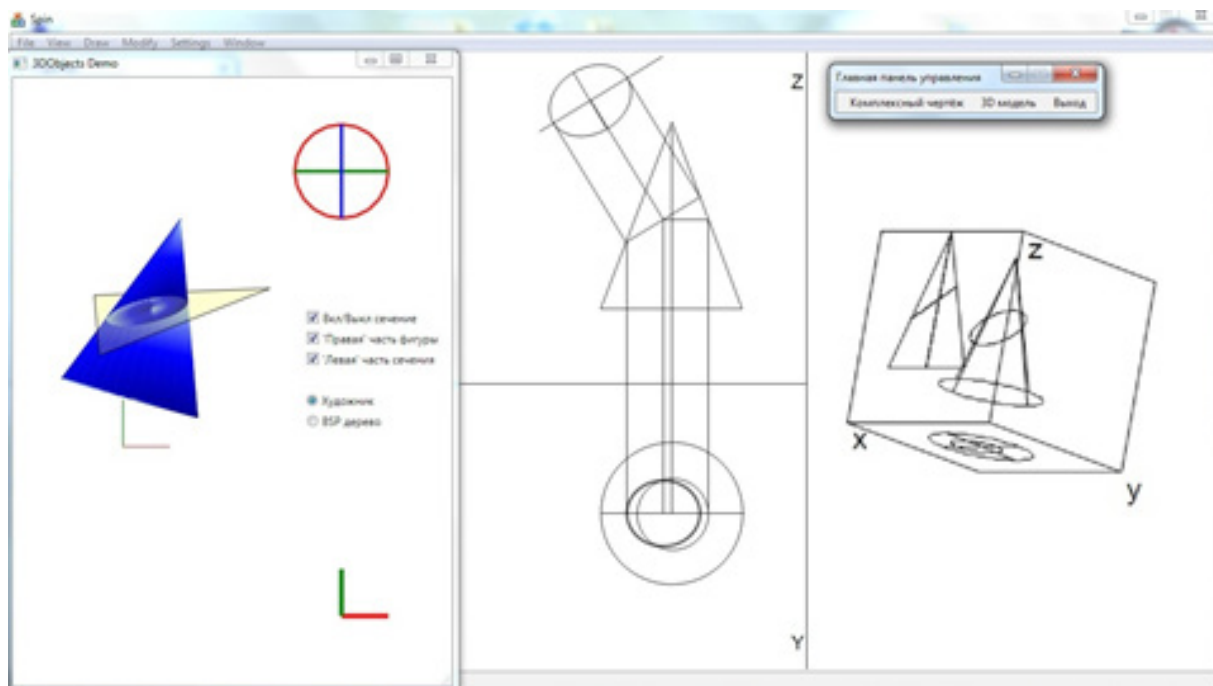 Spin
File View Draw Modify Settings Window
3DObjects Demo
Вкл/Выкл сечение
'Правая' часть фигуры
'Левая' часть сечения
Художник
BSP дерево
Z
Y
Главная панель управления
Комплексный чертёж 3D модель Выход
z
x
y